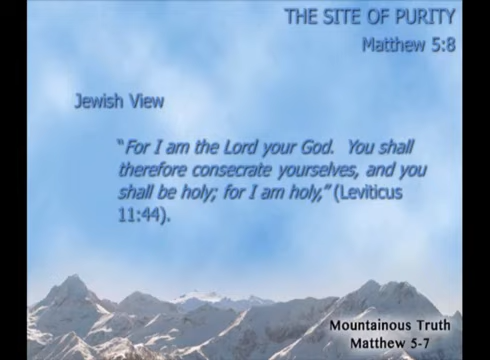 THE SITE OF PURITY
Matthew 5:8
Jewish View
"For I am the Lord your God. You shall
therefore consecrate yourselves, and you
shall be holy; for I am holy," (Leviticus
11:44).
Mountainous Truth
Matthew 5-7